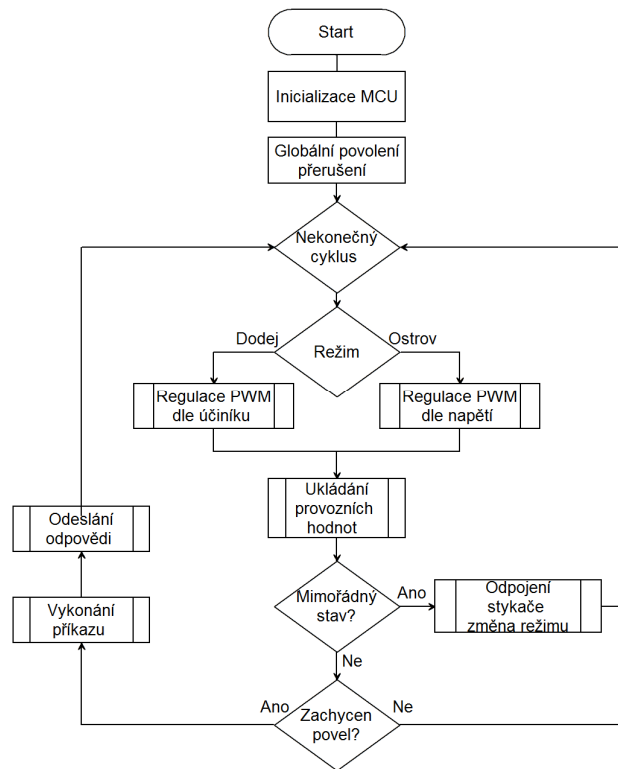 Start
Inicializace MCU
Globální povolení
přerušení
Nekonečný
cyklus
Dodej
Ostrov
Režim
Regulace PWM
dle účiníku
Regulace PWM
dle napětí
Ukládání
provozních
hodnot
Odeslání
odpovědi
Mimořádný
stav?
Ano
Odpojení
stykače
změna režimu
Vykonání
příkazu
Ne
Ano
Zachycen
povel?
Ne